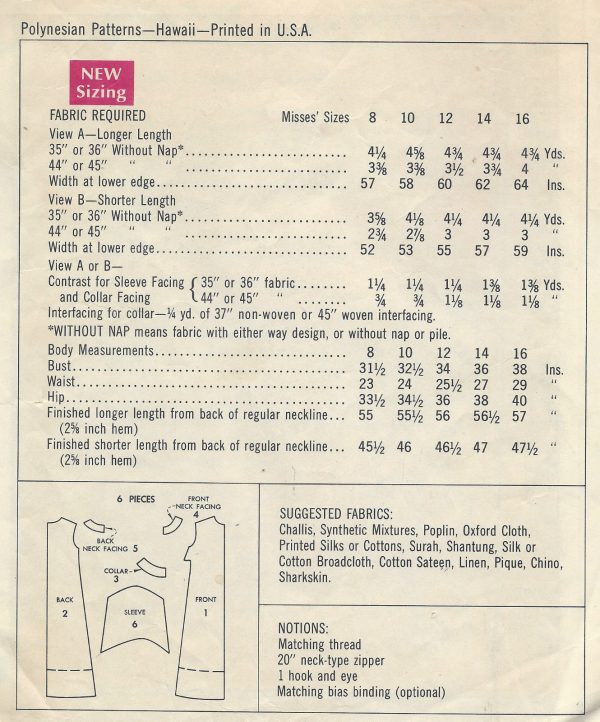 Polynesian Patterns—Hawaii—Printed in U.S.A.
NEW
Sizing
FABRIC REQUIRED Misses' Sizes 8 10 12 14 16
View A—Longer Length
35" or 36" Without Nap* 4¼ 4⅝ 4¾ 4¾ 4¾ Yds.
44" or 45" " " 3⅜ 3⅜ 3½ 3¾ 4 "
Width at lower edge 57 58 60 62 64 Ins.
View B—Shorter Length
35" or 36" Without Nap* 3⅝ 4⅛ 4¼ 4¼ 4¼ Yds.
44" or 45" " " 2¾ 2⅞ 3 3 3 "
Width at lower edge 52 53 55 57 59 Ins.
View A or B—
Contrast for Sleeve Facing { 35" or 36" fabric 1¼ 1¼ 1¼ 1⅜ 1⅜ Yds.
and Collar Facing 44" or 45" " ¾ ¾ 1⅛ 1⅛ 1⅛ "
Interfacing for collar—¼ yd. of 37" non-woven or 45" woven interfacing.
*WITHOUT NAP means fabric with either way design, or without nap or pile.
Body Measurements 8 10 12 14 16
Bust 31½ 32½ 34 36 38 Ins.
Waist 23 24 25½ 27 29 "
Hip 33½ 34½ 36 38 40 "
Finished longer length from back of regular neckline... 55 55½ 56 56½ 57 "
(2⅝ inch hem)
Finished shorter length from back of regular neckline... 45½ 46 46½ 47 47½ "
(2⅝ inch hem)
6 PIECES
FRONT
NECK FACING
4
BACK
NECK FACING 5
COLLAR
3
BACK
2
SLEEVE
6
FRONT
1
SUGGESTED FABRICS:
Challis, Synthetic Mixtures, Poplin, Oxford Cloth,
Printed Silks or Cottons, Surah, Shantung, Silk or
Cotton Broadcloth, Cotton Sateen, Linen, Pique, Chino,
Sharkskin.
NOTIONS:
Matching thread
20" neck-type zipper
1 hook and eye
Matching bias binding (optional)